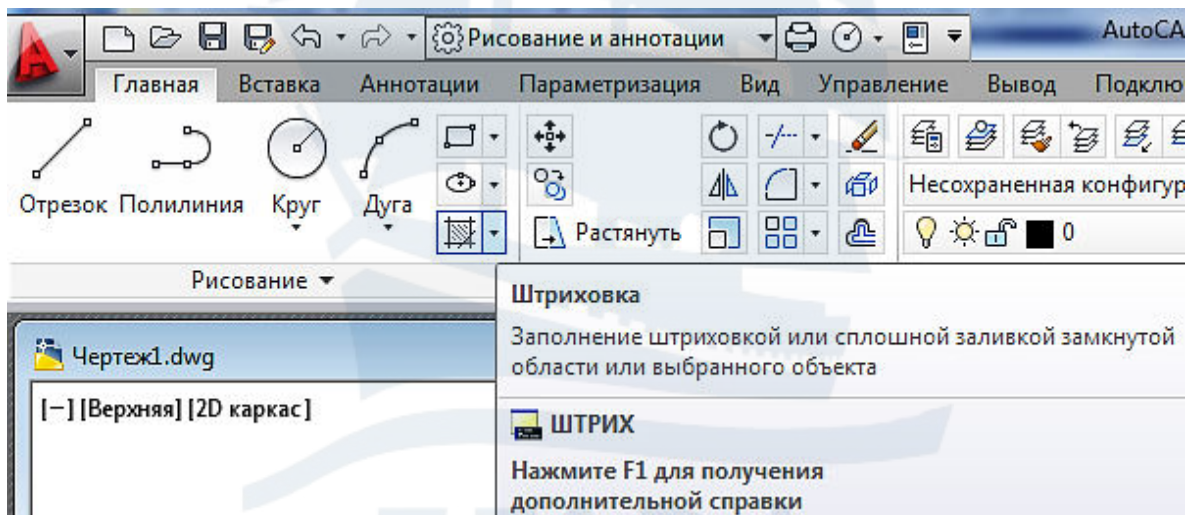 Рисование и аннотации
AutoCA
Главная Вставка Аннотации Параметризация Вид Управление Вывод Подклю
Отрезок Полилиния Круг Дуга
Растянуть
Несохраненная конфигур
0
Рисование
Штриховка
Заполнение штриховкой или сплошной заливкой замкнутой
области или выбранного объекта
ШТРИХ
Нажмите F1 для получения
дополнительной справки
Чертеж1.dwg
[−] [Верхняя] [2D каркас]